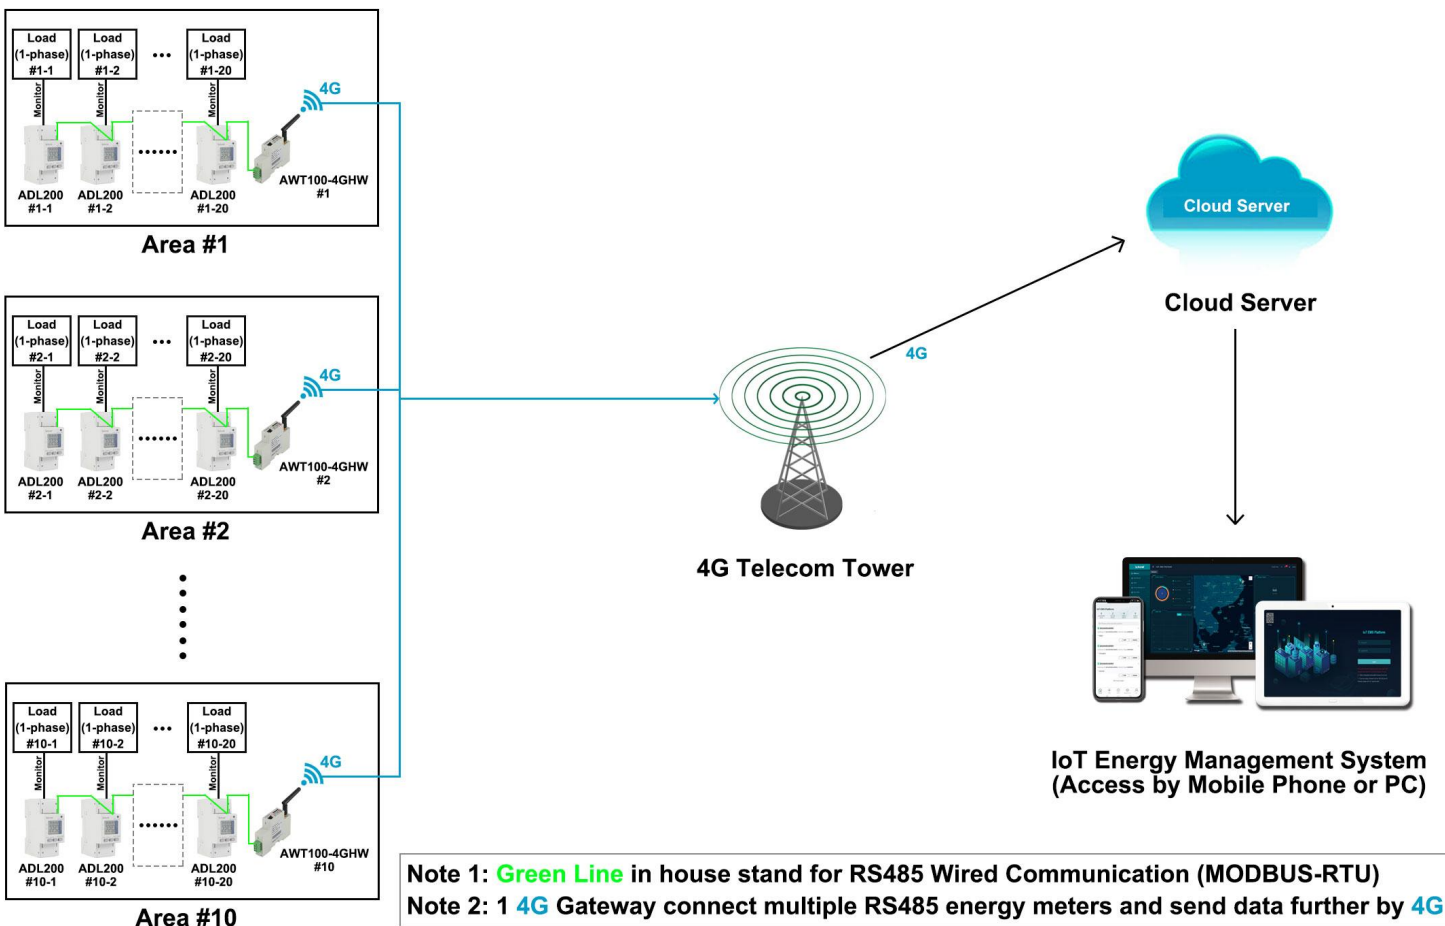 Load
(1-phase)
#1-1
Load
(1-phase)
#1-2
...
Load
(1-phase)
#1-20
Monitor
Monitor
Monitor
4G
......
ADL200
#1-1
ADL200
#1-2
ADL200
#1-20
AWT100-4GHW
#1
Area #1
Load
(1-phase)
#2-1
Load
(1-phase)
#2-2
...
Load
(1-phase)
#2-20
Monitor
Monitor
Monitor
4G
......
ADL200
#2-1
ADL200
#2-2
ADL200
#2-20
AWT100-4GHW
#2
Area #2
Load
(1-phase)
#10-1
Load
(1-phase)
#10-2
...
Load
(1-phase)
#10-20
Monitor
Monitor
Monitor
4G
......
ADL200
#10-1
ADL200
#10-2
ADL200
#10-20
AWT100-4GHW
#10
Area #10
4G Telecom Tower
4G
Cloud Server
Cloud Server
IoT Energy Management System
(Access by Mobile Phone or PC)
Note 1: Green Line in house stand for RS485 Wired Communication (MODBUS-RTU)
Note 2: 1 4G Gateway connect multiple RS485 energy meters and send data further by 4G